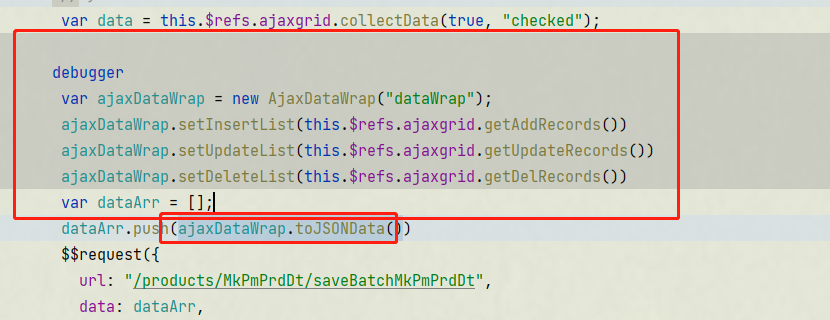 var data = this.$refs.ajaxgrid.collectData(true, "checked");
debugger
var ajaxDataWrap = new AjaxDataWrap("dataWrap");
ajaxDataWrap.setInsertList(this.$refs.ajaxgrid.getAddRecords())
ajaxDataWrap.setUpdateList(this.$refs.ajaxgrid.getUpdateRecords())
ajaxDataWrap.setDeleteList(this.$refs.ajaxgrid.getDelRecords())
var dataArr = [];
dataArr.push(ajaxDataWrap.toJSONData())
$$request({
url: "/products/MkPmPrdDt/saveBatchMkPmPrdDt",
data: dataArr,